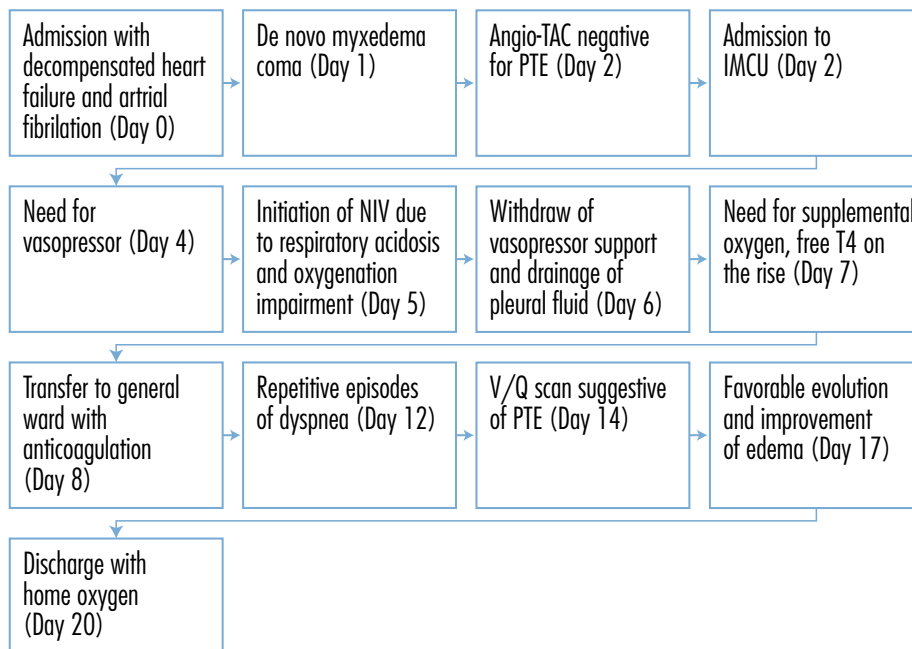 Admission with
decompensated heart
failure and artrial
fibrilation (Day 0)
De novo myxedema
coma (Day 1)
Angio-TAC negative
for PTE (Day 2)
Admission to
IMCU (Day 2)
Need for
vasopressor (Day 4)
Initiation of NIV due
to respiratory acidosis
and oxygenation
impairment (Day 5)
Withdraw of
vasopressor support
and drainage of
pleural fluid (Day 6)
Need for supplemental
oxygen, free T4 on
the rise (Day 7)
Transfer to general
ward with
anticoagulation
(Day 8)
Repetitive episodes
of dyspnea (Day 12)
V/Q scan suggestive
of PTE (Day 14)
Favorable evolution
and improvement
of edema (Day 17)
Discharge with
home oxygen
(Day 20)